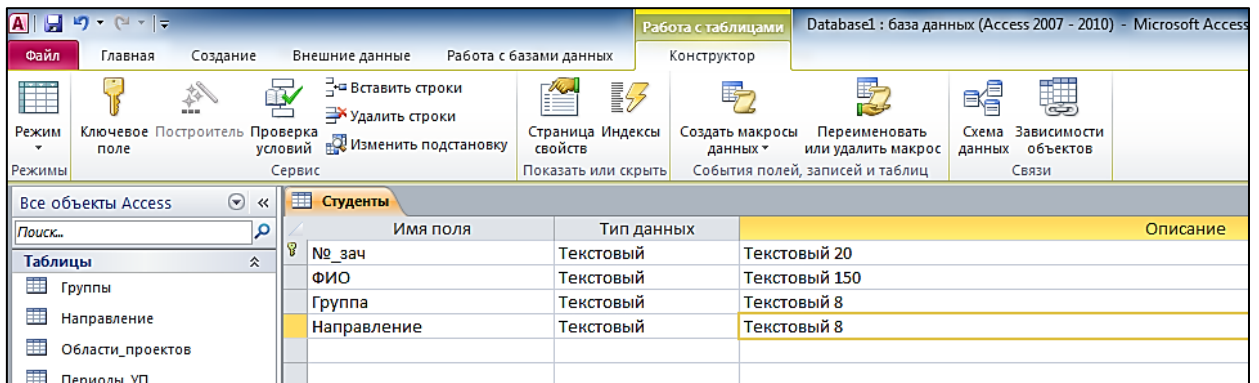 Работа с таблицами Database1 : база данных (Access 2007 - 2010) - Microsoft Access
Файл Главная Создание Внешние данные Работа с базами данных Конструктор
Режим
Ключевое поле
Построитель
Проверка условий
Вставить строки
Удалить строки
Изменить подстановку
Страница свойств
Индексы
Создать макросы данных
Переименовать или удалить макрос
Схема данных
Зависимости объектов
Режимы Сервис Показать или скрыть События полей, записей и таблиц Связи
Все объекты Access «
Поиск...
Таблицы
Группы
Направление
Области_проектов
Периоды_УП
Студенты
Имя поля Тип данных Описание
№_зач Текстовый Текстовый 20
ФИО Текстовый Текстовый 150
Группа Текстовый Текстовый 8
Направление Текстовый Текстовый 8